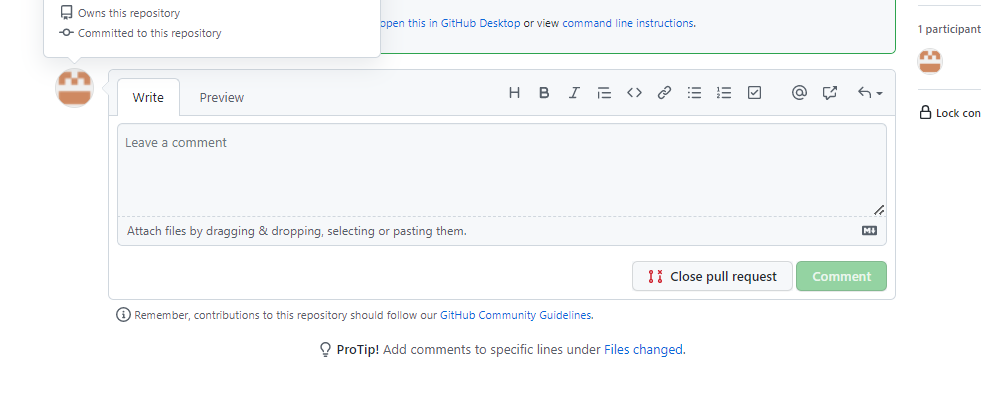 Owns this repository
Committed to this repository
open this in GitHub Desktop or view command line instructions.
1 participant
Write
Preview
H B I
Lock con
Leave a comment
Attach files by dragging & dropping, selecting or pasting them.
Close pull request
Comment
Remember, contributions to this repository should follow our GitHub Community Guidelines.
ProTip! Add comments to specific lines under Files changed.